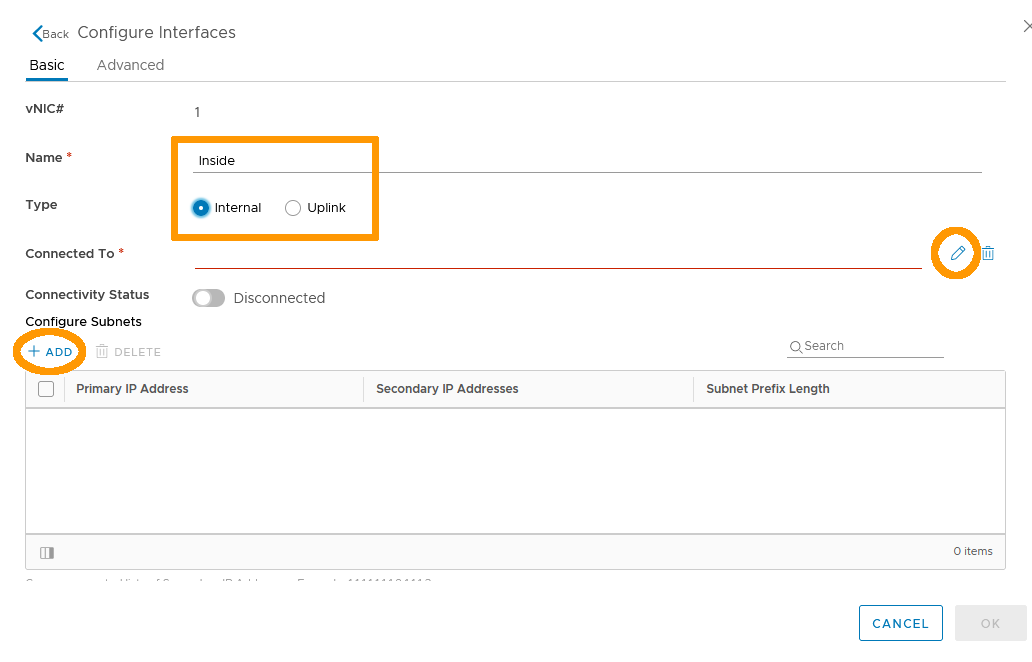 Back Configure Interfaces
Basic Advanced
vNIC# 1
Name * Inside
Type Internal Uplink
Connected To *
Connectivity Status Disconnected
Configure Subnets
+ ADD DELETE Search
Primary IP Address Secondary IP Addresses Subnet Prefix Length
0 items
CANCEL OK